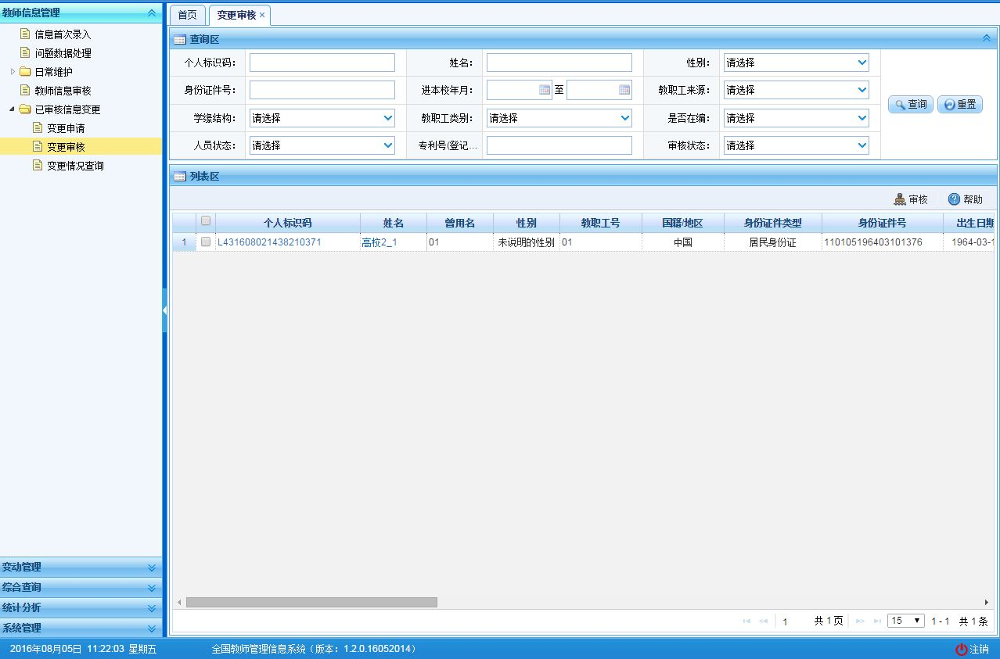 教师信息管理
信息首次录入
问题数据处理
日常维护
教师信息审核
已审核信息变更
变更申请
变更审核
变更情况查询
变动管理
综合查询
统计分析
系统管理
首页 变更审核 ×
查询区
个人标识码： 姓名： 性别： 请选择
身份证件号： 进本校年月： 至 教职工来源： 请选择
学缘结构： 请选择 教职工类别： 请选择 是否在编： 请选择
人员状态： 请选择 专利号(登记... 审核状态： 请选择
查询 重置
列表区
审核 帮助
个人标识码 姓名 曾用名 性别 教职工号 国籍/地区 身份证件类型 身份证件号 出生日期
1 L431608021438210371 高校2_1 01 未说明的性别 01 中国 居民身份证 110105196403101376 1964-03-1
1 共 1 页 15 1 - 1 共 1 条
2016年08月05日 11:22:03 星期五 全国教师管理信息系统（版本：1.2.0.16052014） 注销